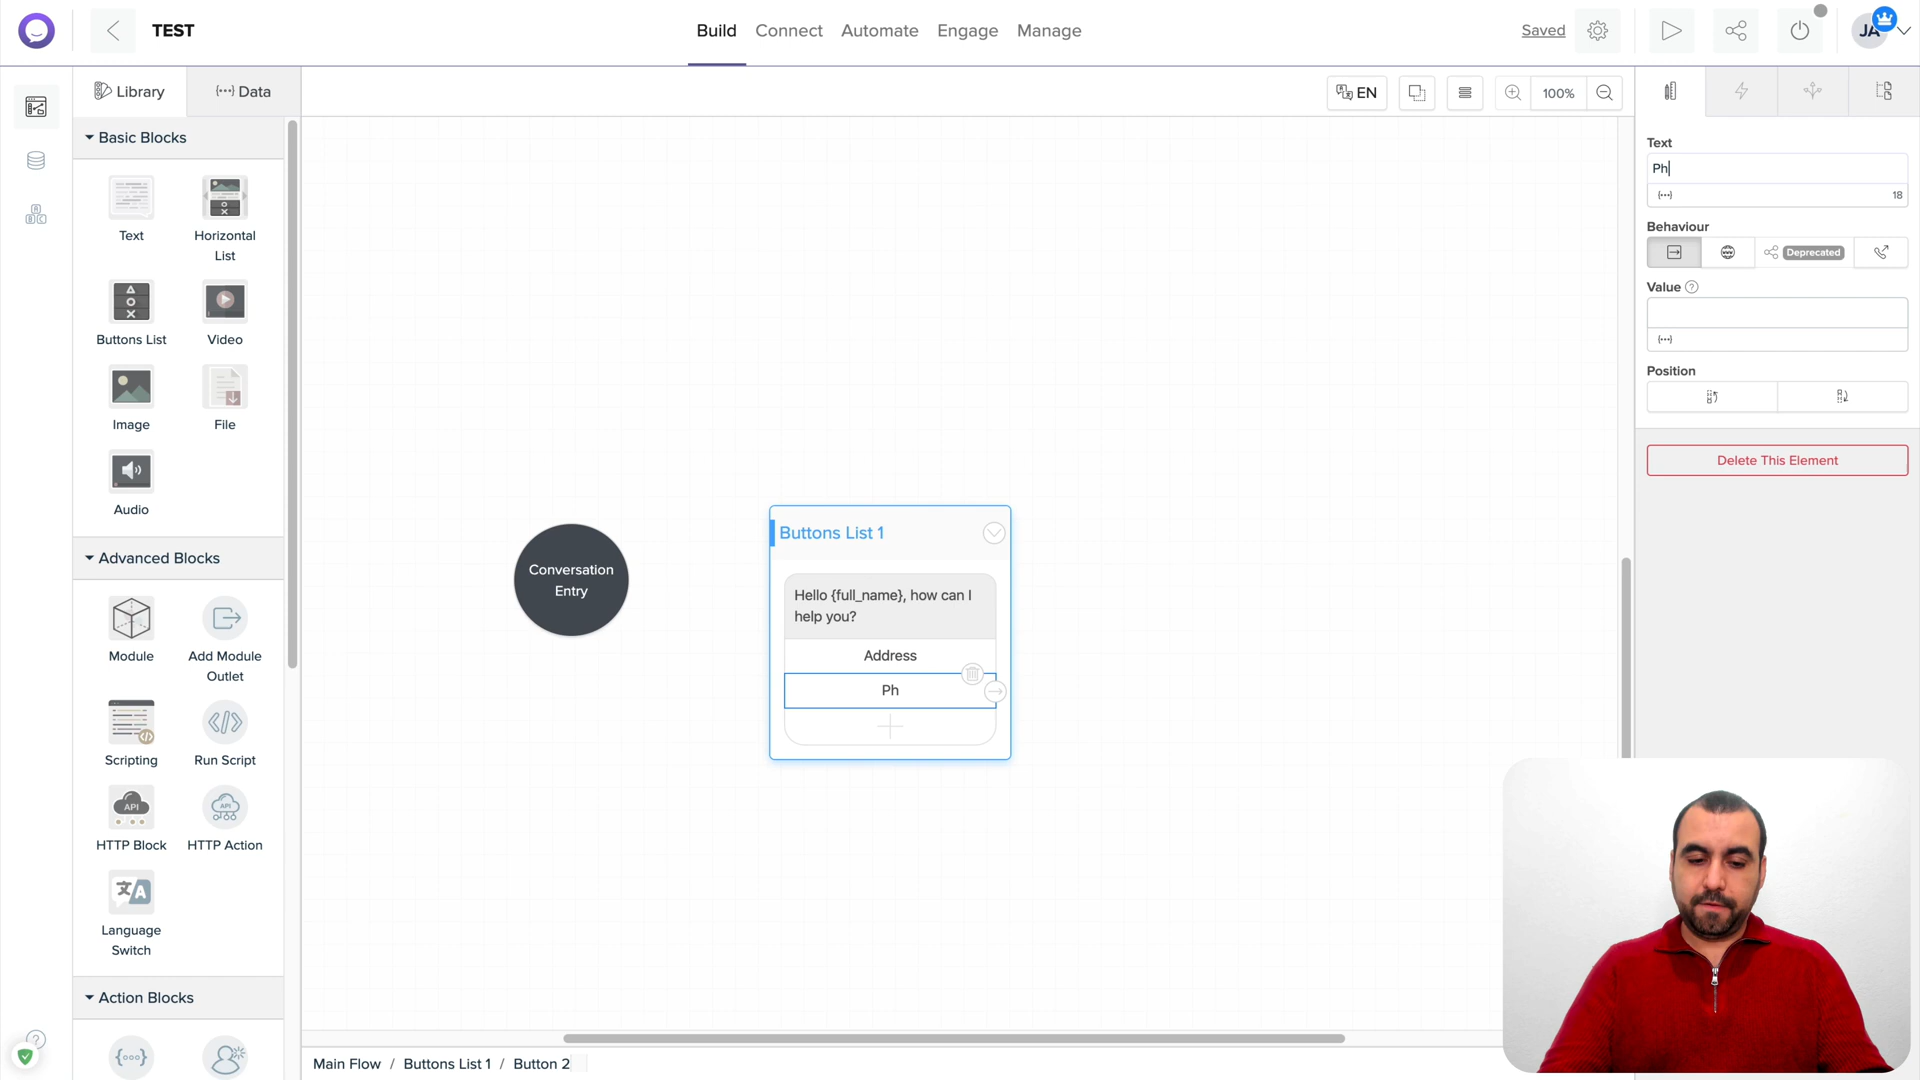 TEST
Build
Connect
Automate
Engage
Manage
Saved
JA
Library
Data
EN
100%
Basic Blocks
Text
Horizontal
List
Buttons List
Video
Image
File
Audio
Advanced Blocks
Module
Add Module
Outlet
Scripting
Run Script
API
HTTP Block
API
HTTP Action
Language
Switch
Action Blocks
Conversation
Entry
Buttons List 1
Hello {full_name}, how can I
help you?
Address
Ph
Main Flow / Buttons List 1 / Button 2
Text
Ph
18
Behaviour
Deprecated
Value
Position
Delete This Element